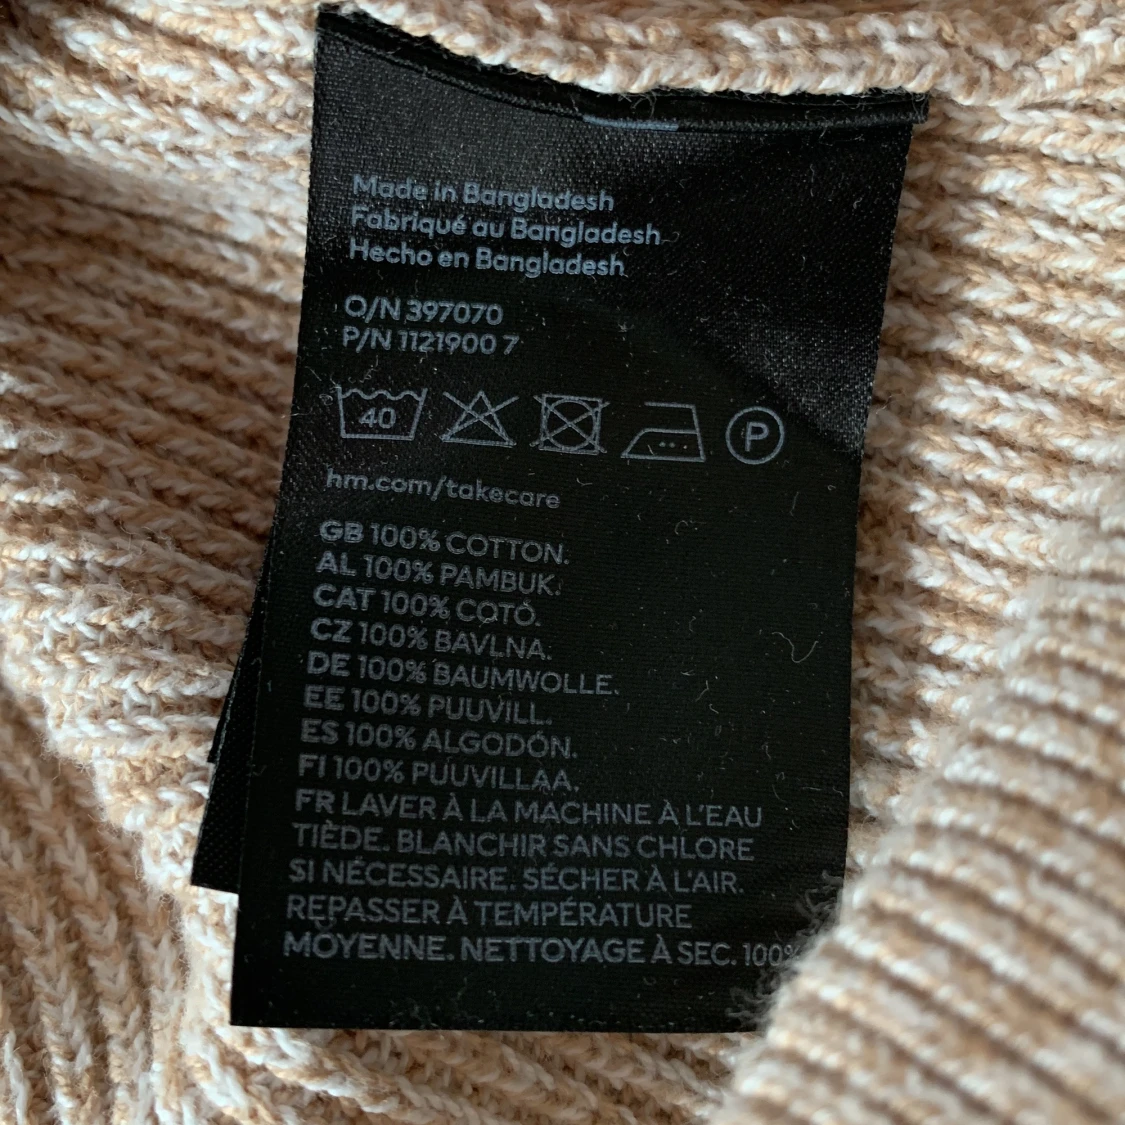 Made in Bangladesh
Fabriqué au Bangladesh
Hecho en Bangladesh
O/N 397070
P/N 1121900 7
40
P
hm.com/takecare
GB 100% COTTON.
AL 100% PAMBUK.
CAT 100% COTÓ.
CZ 100% BAVLNA.
DE 100% BAUMWOLLE.
EE 100% PUUVILL.
ES 100% ALGODÓN.
FI 100% PUUVILLAA.
FR LAVER À LA MACHINE À L'EAU
TIÈDE. BLANCHIR SANS CHLORE
SI NÉCESSAIRE. SÉCHER À L'AIR.
REPASSER À TEMPÉRATURE
MOYENNE. NETTOYAGE À SEC. 100%